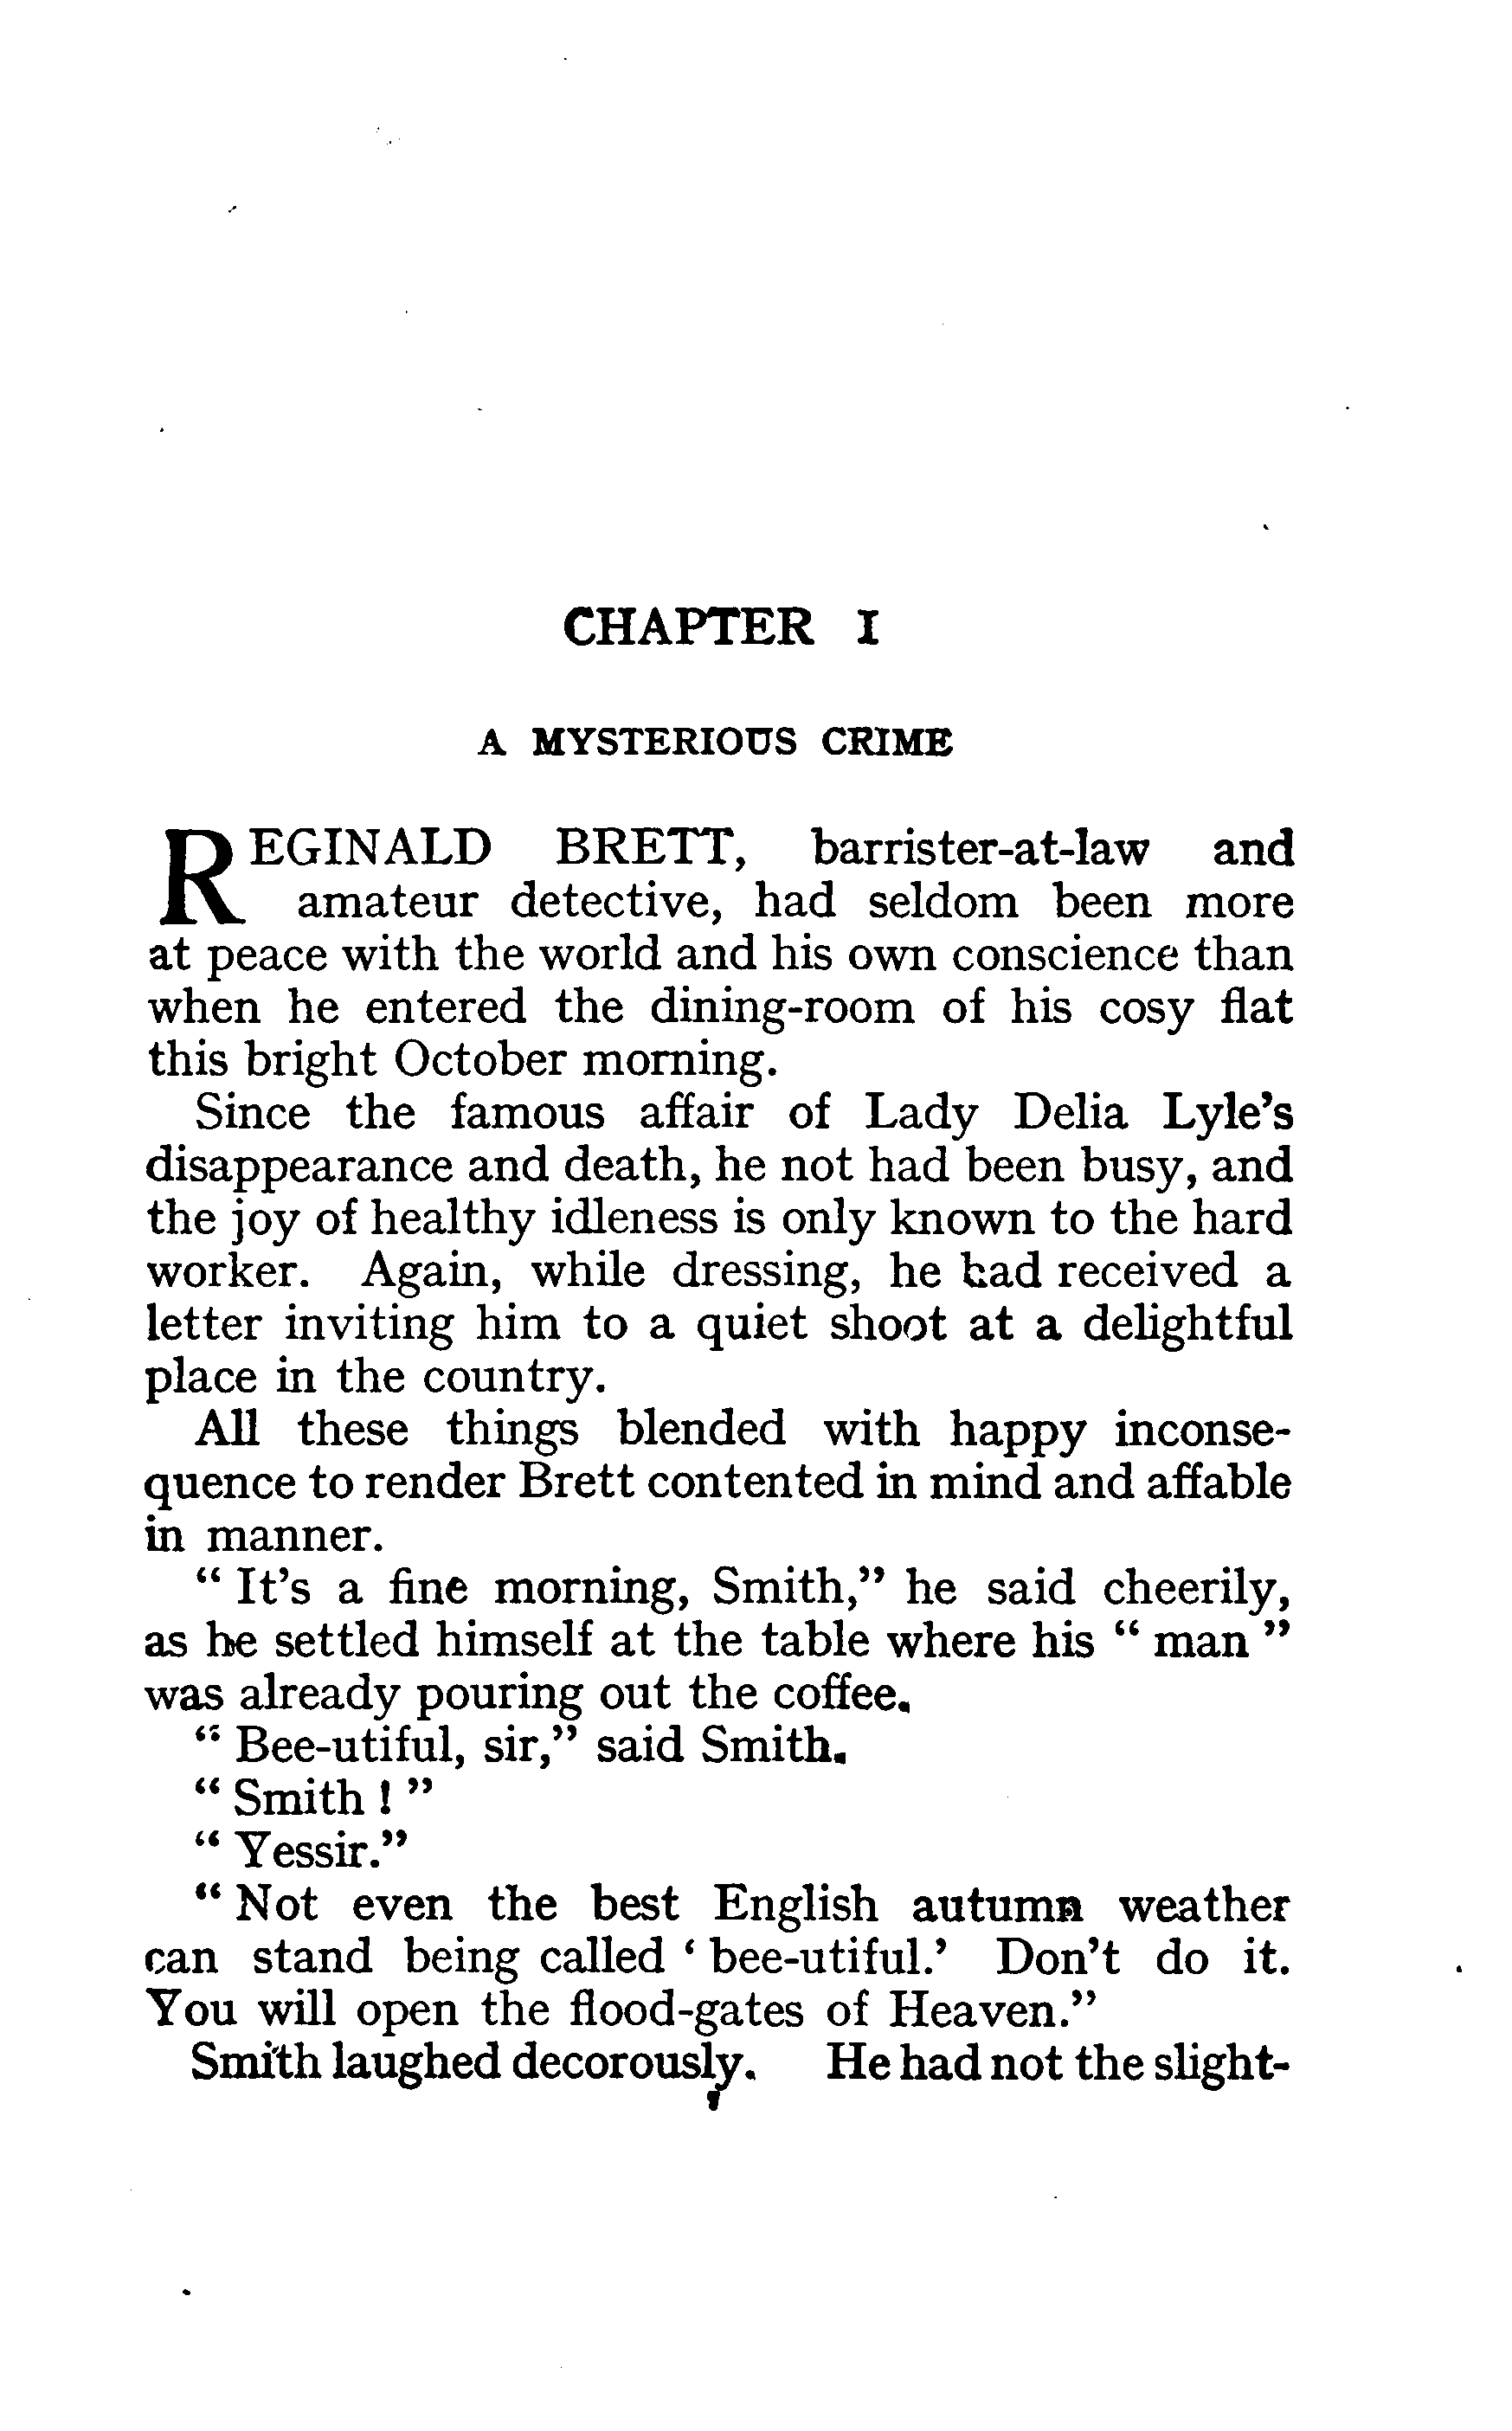 CHAPTER I
A MYSTERIOUS CRIME
REGINALD BRETT, barrister-at-law and
amateur detective, had seldom been more
at peace with the world and his own conscience than
when he entered the dining-room of his cosy flat
this bright October morning.
Since the famous affair of Lady Delia Lyle's
disappearance and death, he not had been busy, and
the joy of healthy idleness is only known to the hard
worker. Again, while dressing, he had received a
letter inviting him to a quiet shoot at a delightful
place in the country.
All these things blended with happy inconse-
quence to render Brett contented in mind and affable
in manner.
“ It's a fine morning, Smith,” he said cheerily,
as he settled himself at the table where his “ man ”
was already pouring out the coffee.
“ Bee-utiful, sir,” said Smith.
“ Smith ! ”
“ Yessir.”
“ Not even the best English autumn weather
can stand being called ‘ bee-utiful.’ Don't do it.
You will open the flood-gates of Heaven.”
Smith laughed decorously. He had not the slight-